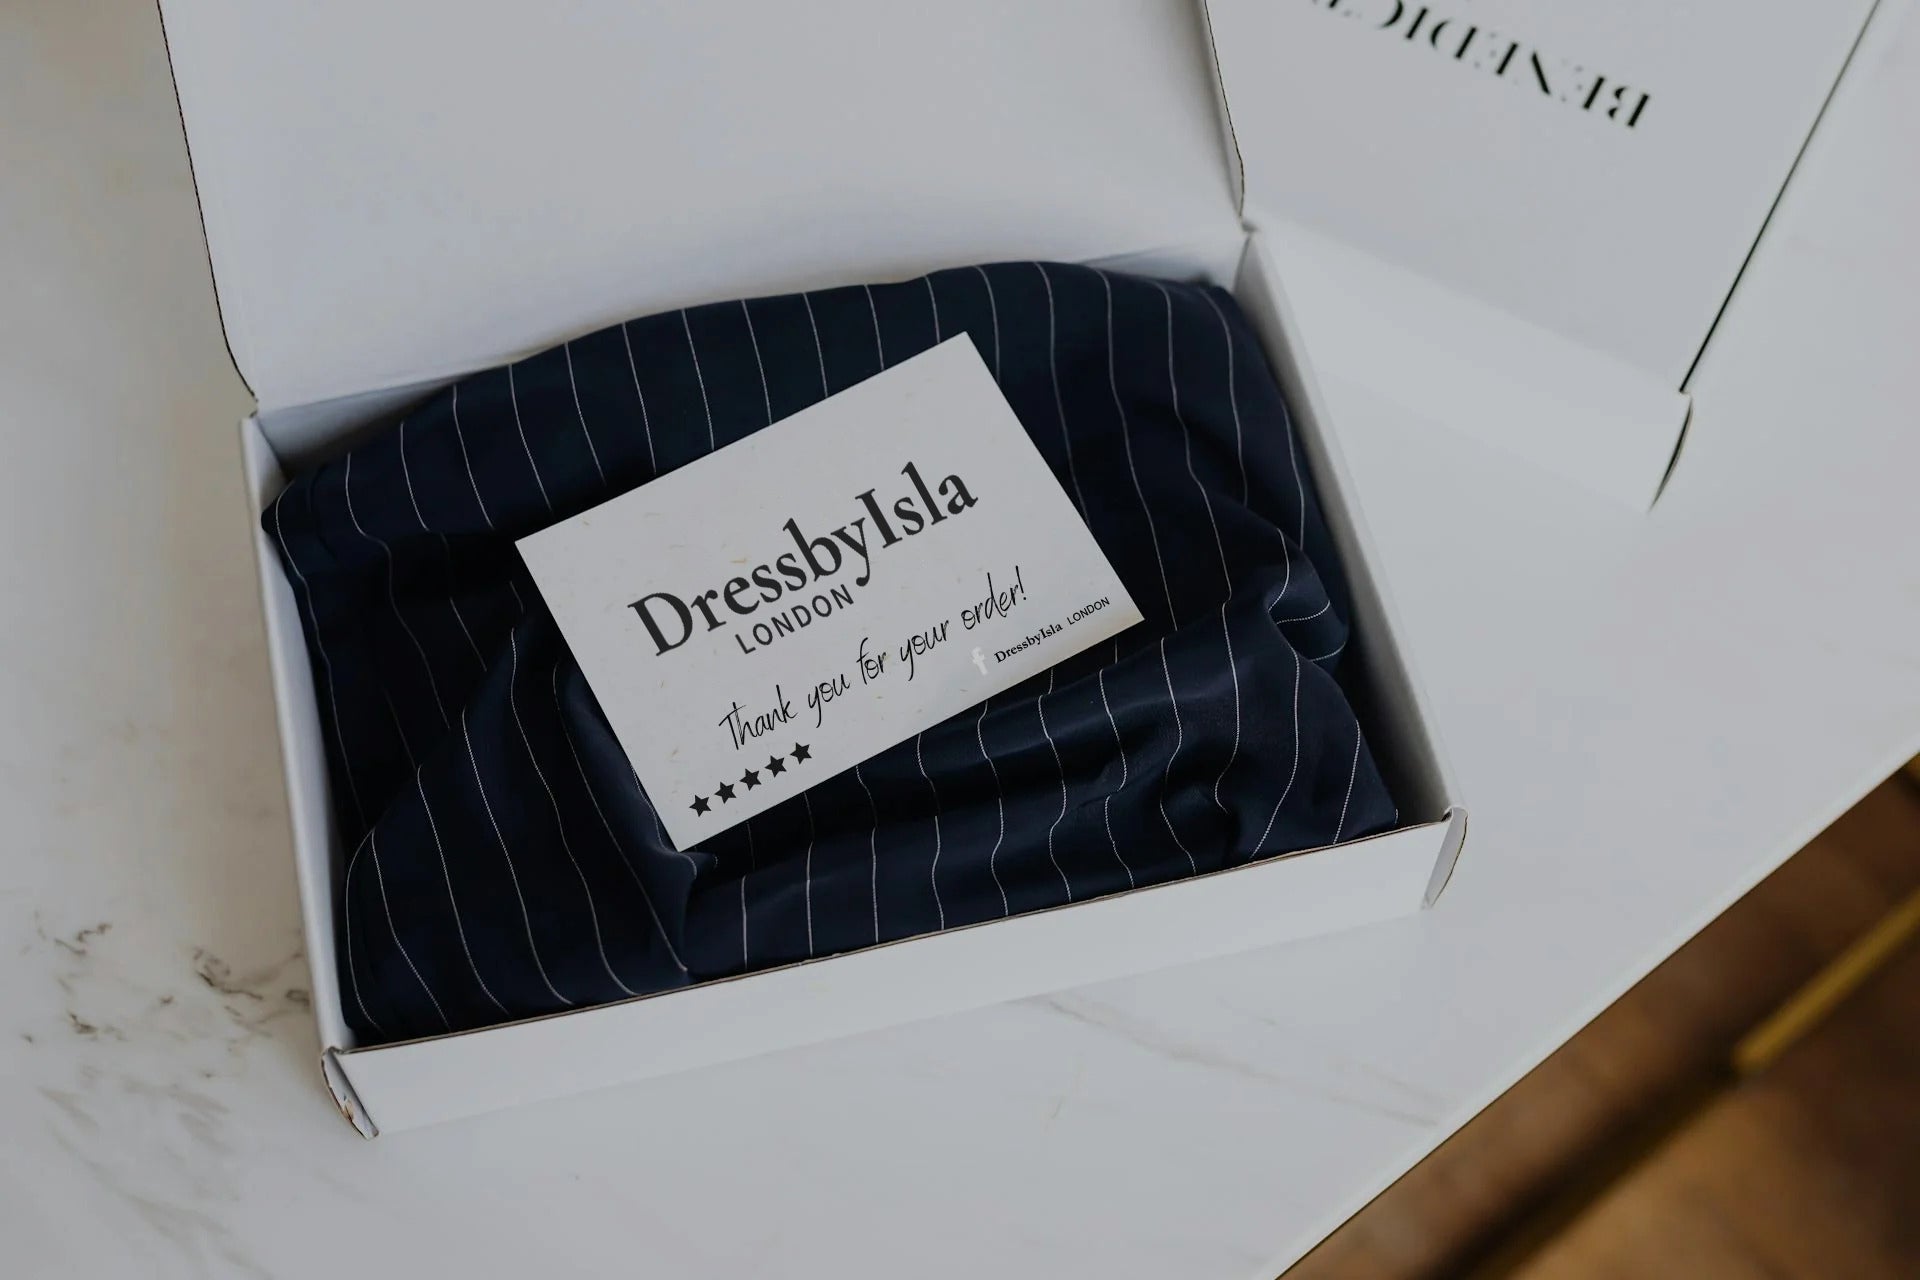 DressbyIsla
LONDON
Thank you for your order!
DressbyIsla LONDON